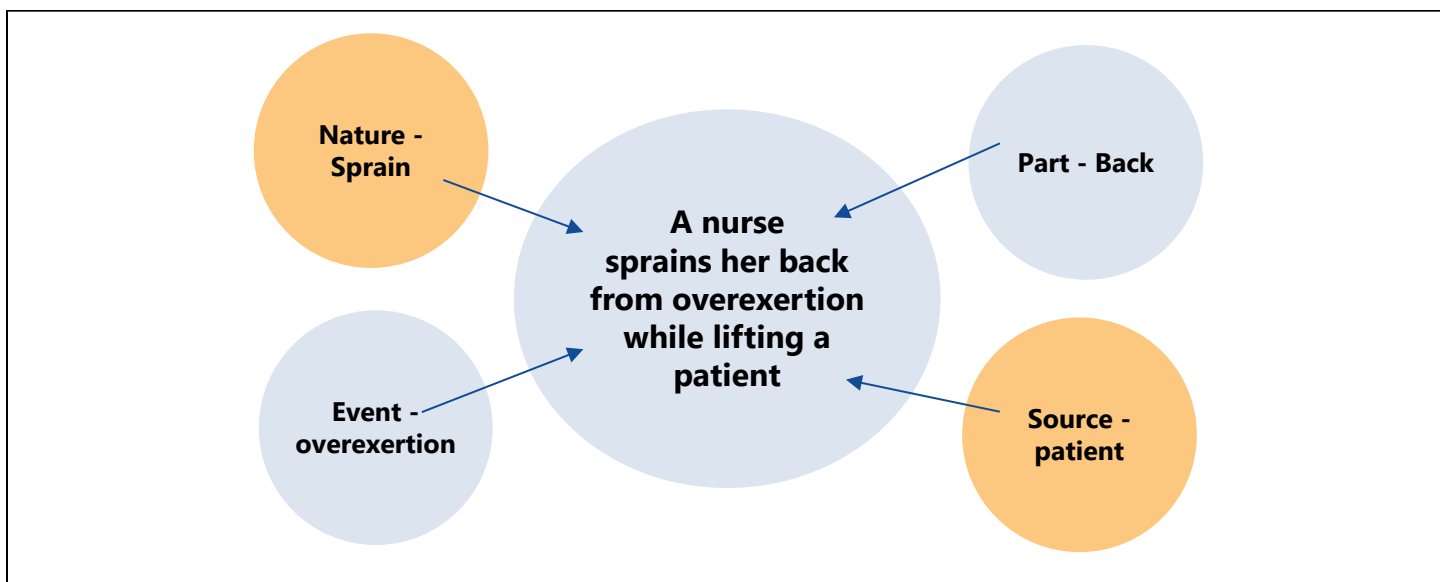 Nature -
Sprain
Part - Back
A nurse
sprains her back
from overexertion
while lifting a
patient
Event -
overexertion
Source -
patient